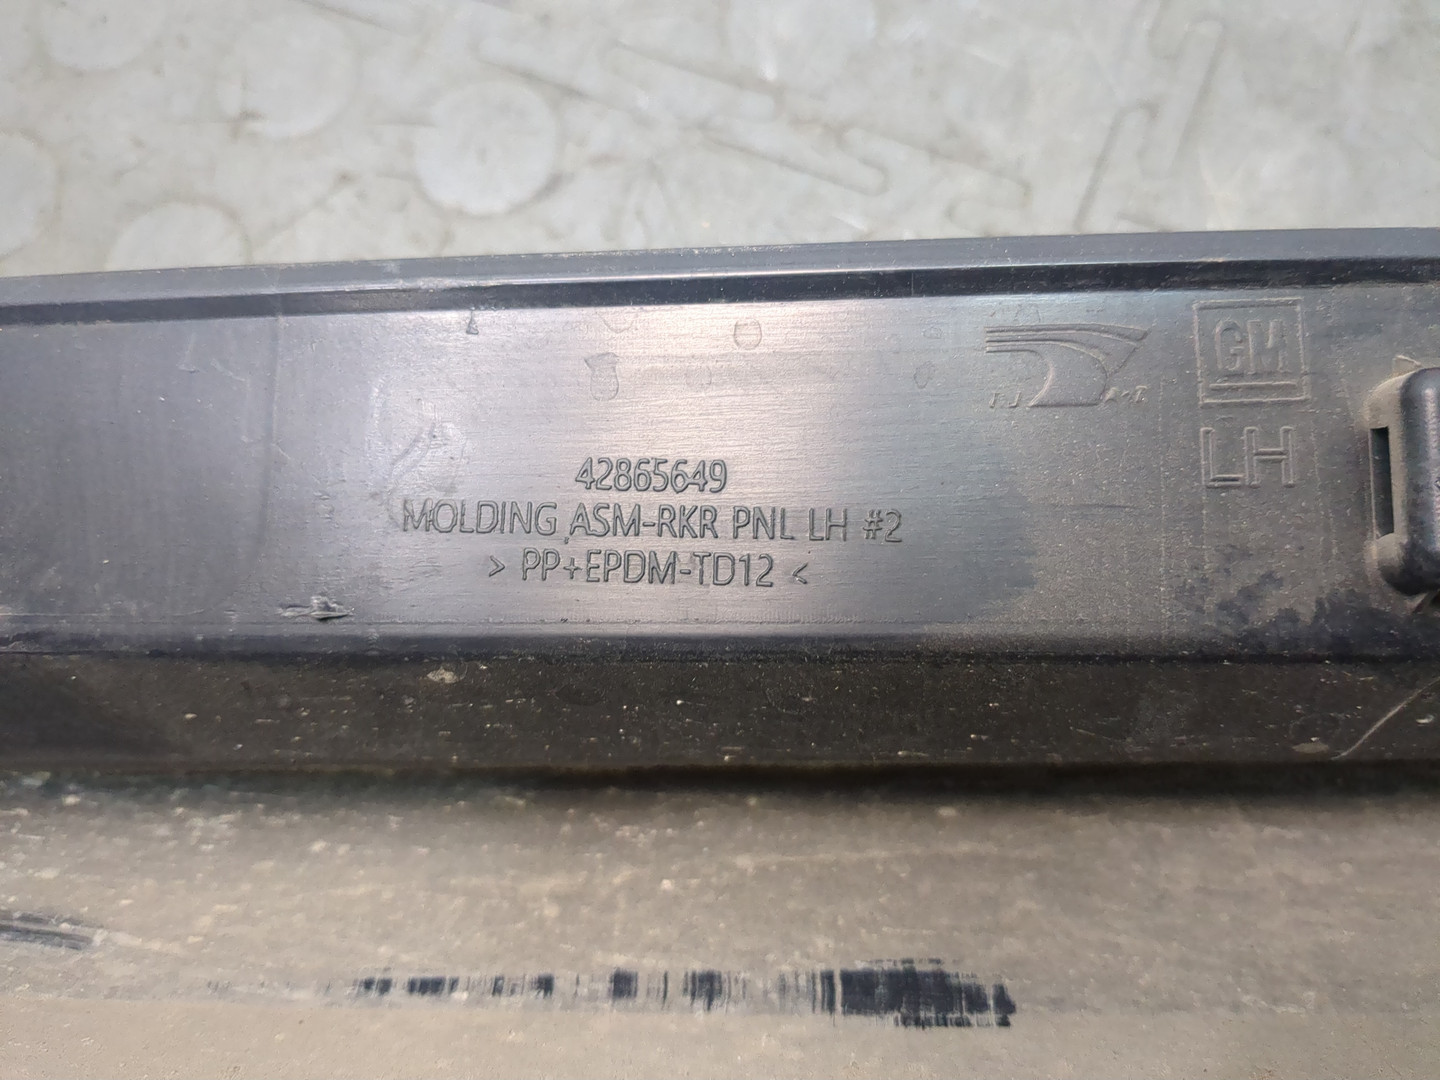 GM
LH
42865649
MOLDING ASM-RKR PNL LH #2
> PP+EPDM-TD12 <